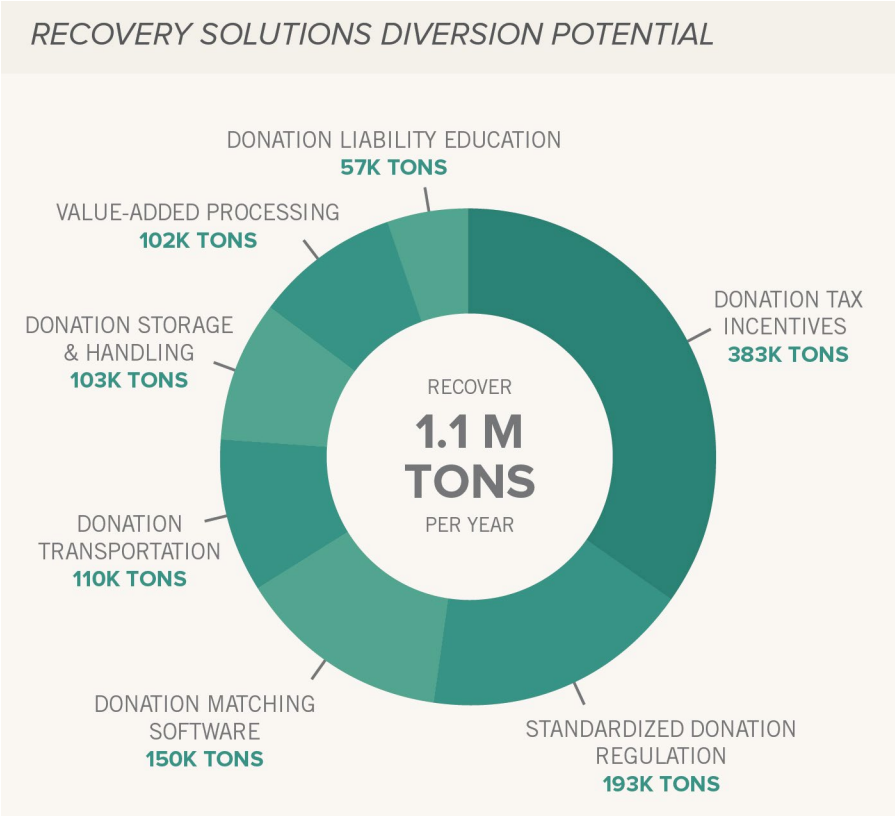 RECOVERY SOLUTIONS DIVERSION POTENTIAL
DONATION LIABILITY EDUCATION
57K TONS
VALUE-ADDED PROCESSING
102K TONS
DONATION STORAGE
& HANDLING
103K TONS
DONATION
TRANSPORTATION
110K TONS
DONATION MATCHING
SOFTWARE
150K TONS
STANDARDIZED DONATION
REGULATION
193K TONS
DONATION TAX
INCENTIVES
383K TONS
RECOVER
1.1 M
TONS
PER YEAR